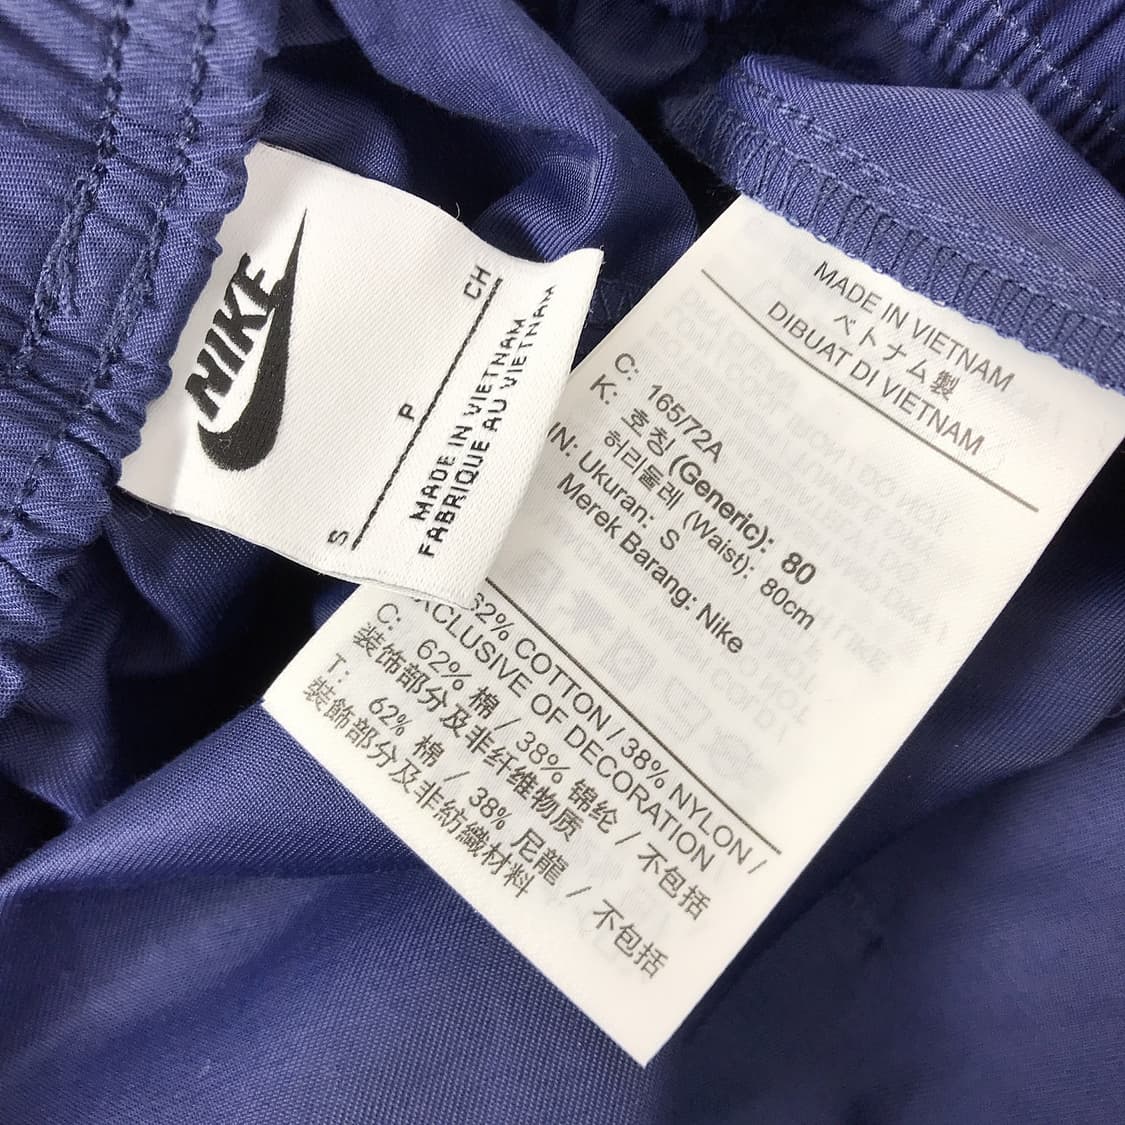 NIKE
S P CH
MADE IN VIETNAM
FABRIQUE AU VIETNAM
MADE IN VIETNAM
ベトナム製
DIBUAT DI VIETNAM
C: 165/72A
K: 호칭 (Generic): 80
허리둘레 (Waist): 80cm
IN: Ukuran: S
Merek Barang: Nike
62% COTTON / 38% NYLON /
EXCLUSIVE OF DECORATION
C: 62% 棉 / 38% 锦纶 / 不包括
装饰部分及非纤维物质
T: 62% 棉 / 38% 尼龍 / 不包括
裝飾部分及非紡織材料